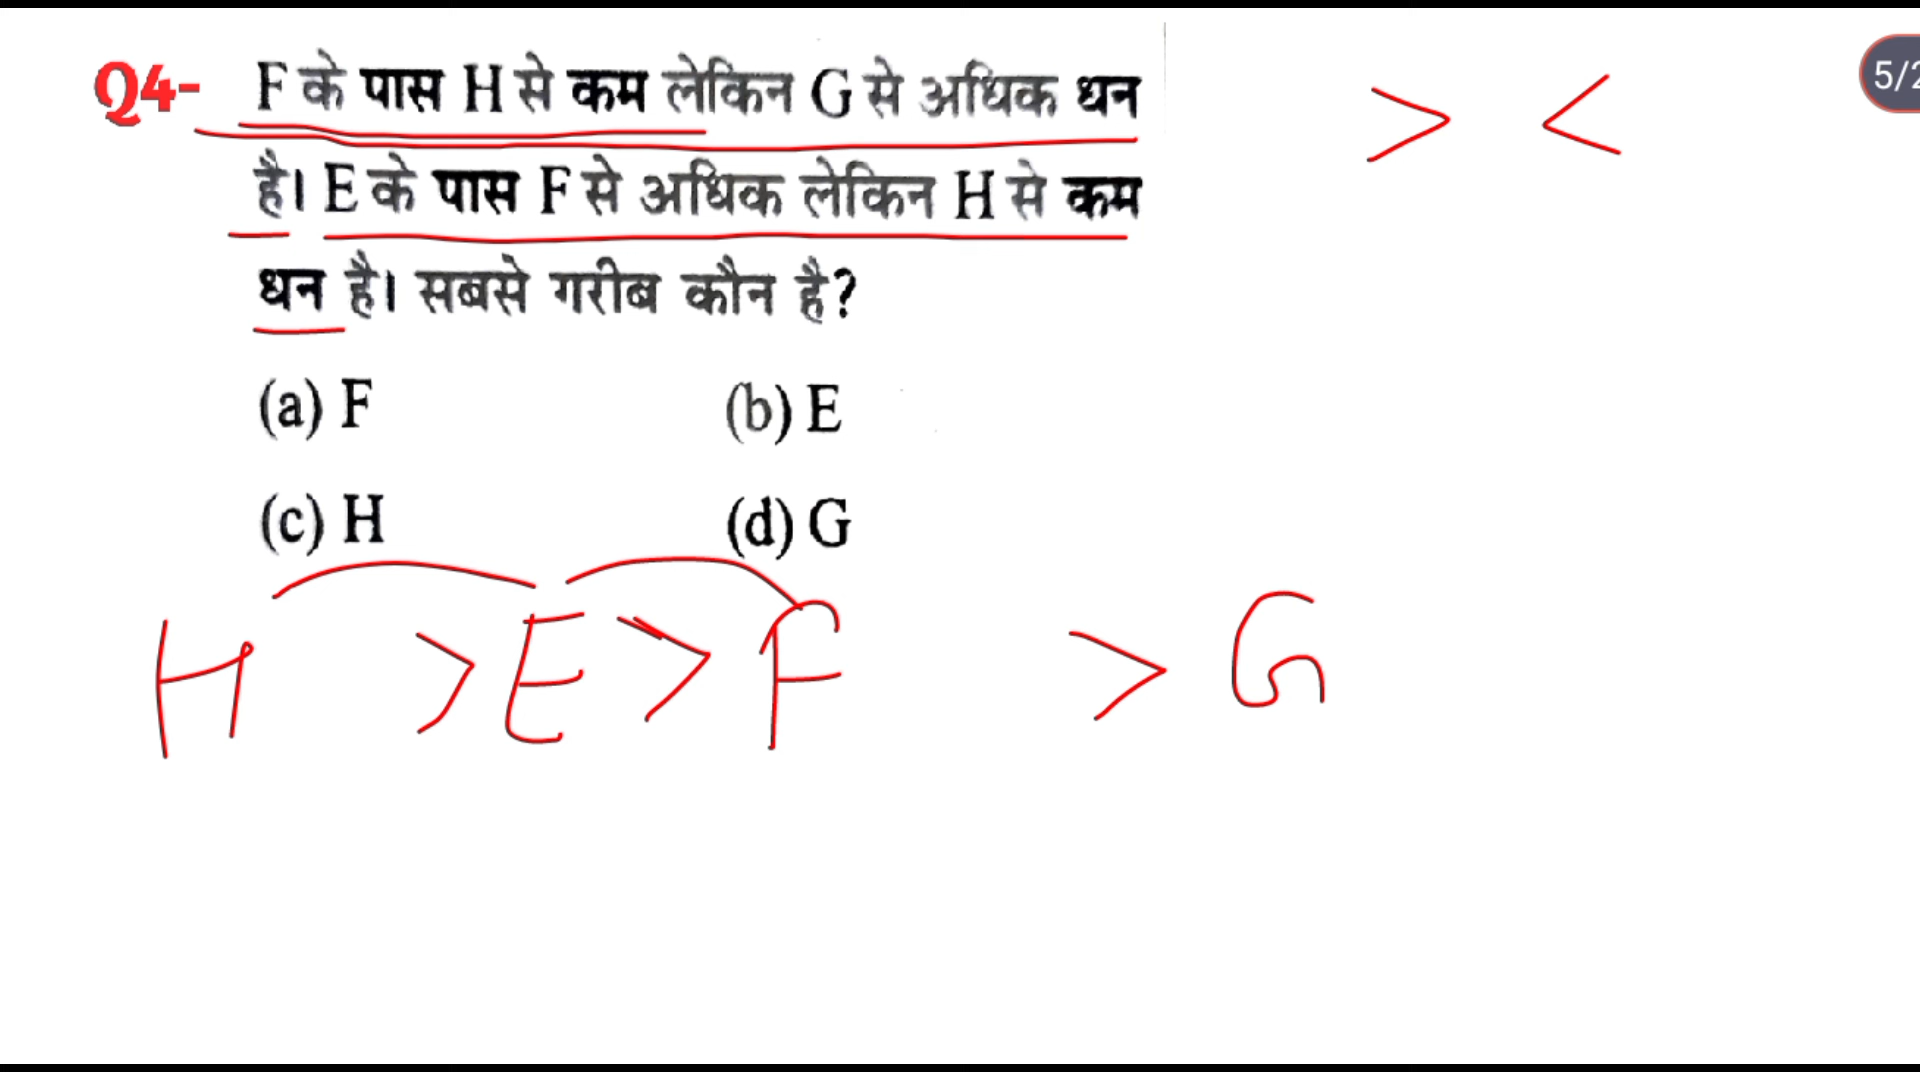 Q4- F के पास H से कम लेकिन G से अधिक धन
है। E के पास F से अधिक लेकिन H से कम
धन है। सबसे गरीब कौन है?
(a) F (b) E
(c) H (d) G
> <
H > E > F > G
5/2